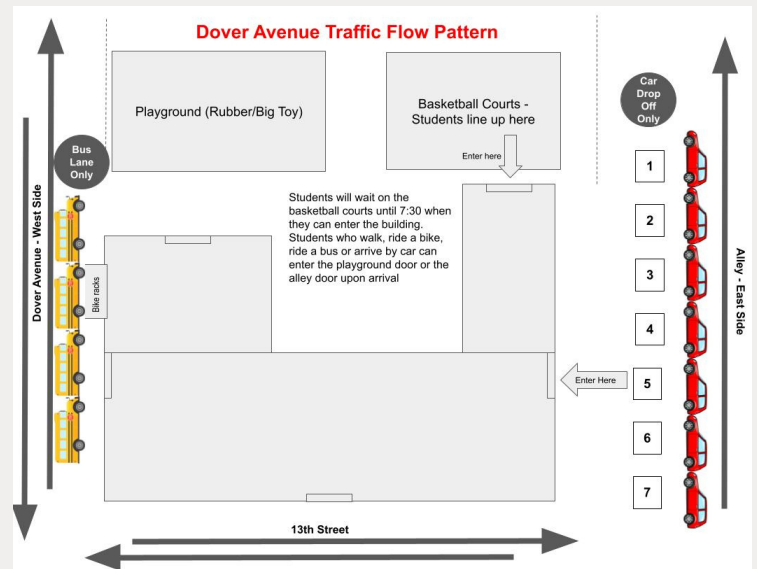 Dover Avenue Traffic Flow Pattern
Playground (Rubber/Big Toy)
Basketball Courts -
Students line up here
Enter here
Car
Drop
Off
Only
Bus
Lane
Only
Dover Avenue - West Side
Bike racks
Students will wait on the
basketball courts until 7:30 when
they can enter the building.
Students who walk, ride a bike,
ride a bus or arrive by car can
enter the playground door or the
alley door upon arrival
1
2
3
4
5
6
7
Enter Here
Alley - East Side
13th Street